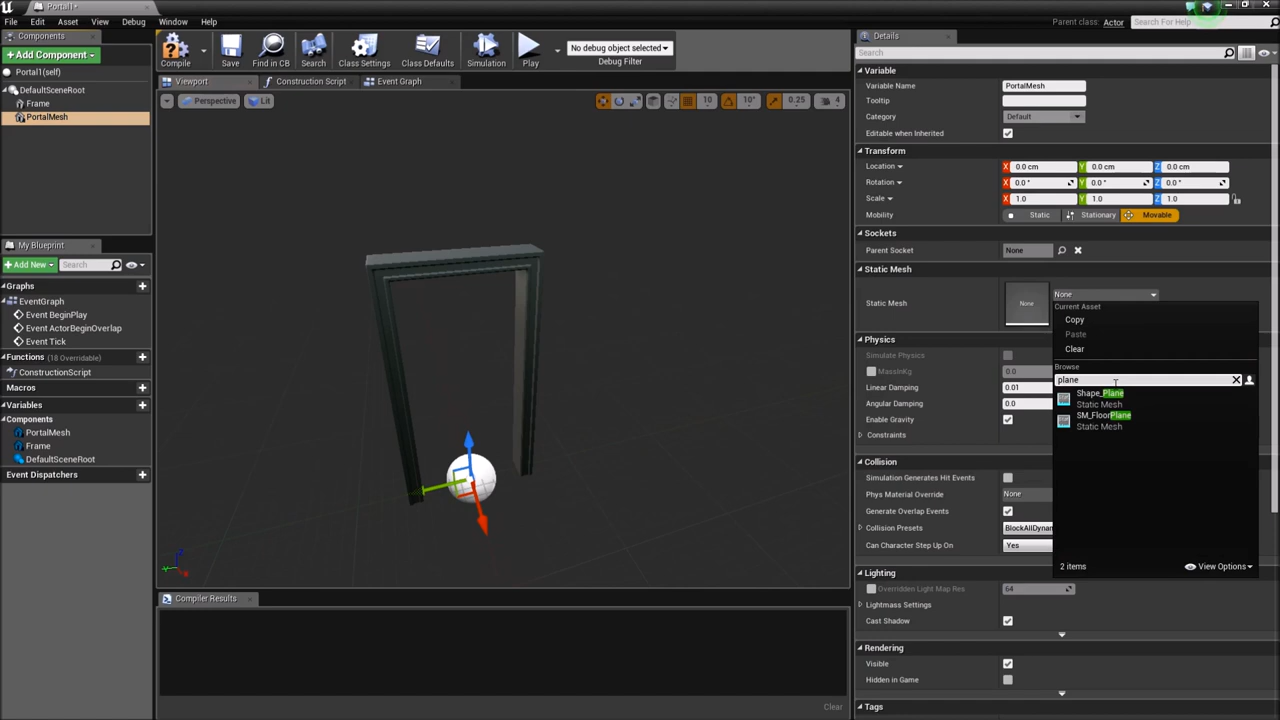 Portal1*
File Edit Asset View Debug Window Help
Parent class: Actor
Search For Help
Components
+Add Component
Portal1(self)
DefaultSceneRoot
Frame
PortalMesh
My Blueprint
+Add New
Search
Graphs
EventGraph
Event BeginPlay
Event ActorBeginOverlap
Event Tick
Functions (18 Overridable)
ConstructionScript
Macros
Variables
Components
PortalMesh
Frame
DefaultSceneRoot
Event Dispatchers
Compile Save Find in CB Search Class Settings Class Defaults Simulation Play
No debug object selected
Debug Filter
Viewport Construction Script Event Graph
Perspective Lit
10 10° 0.25 4
Compiler Results
Clear
Details
Search
Variable
Variable Name PortalMesh
Tooltip
Category Default
Editable when Inherited
Transform
Location X 0.0 cm Y 0.0 cm Z 0.0 cm
Rotation X 0.0 ° Y 0.0 ° Z 0.0 °
Scale X 1.0 Y 1.0 Z 1.0
Mobility Static Stationary Movable
Sockets
Parent Socket None
Static Mesh
Static Mesh None None
Current Asset
Copy
Paste
Clear
Browse
plane
Shape_Plane
Static Mesh
SM_FloorPlane
Static Mesh
2 items View Options
Physics
Simulate Physics
MassInKg 0.0
Linear Damping 0.01
Angular Damping 0.0
Enable Gravity
Constraints
Collision
Simulation Generates Hit Events
Phys Material Override None
Generate Overlap Events
Collision Presets BlockAllDynam
Can Character Step Up On Yes
Lighting
Overridden Light Map Res 64
Lightmass Settings
Cast Shadow
Rendering
Visible
Hidden in Game
Tags